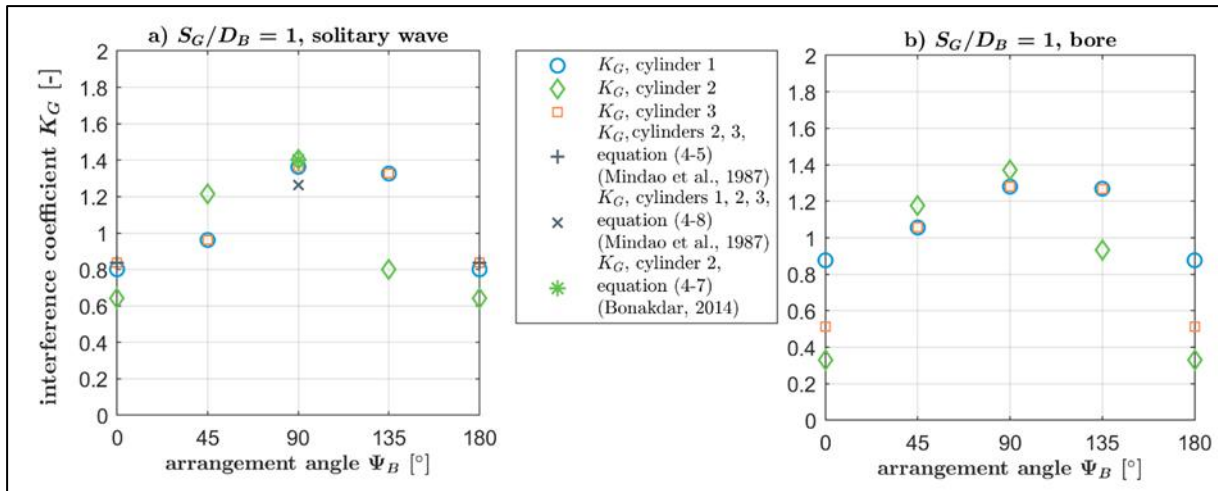 a) S_G/D_B = 1, solitary wave
interference coefficient K_G [-]
2
1.8
1.6
1.4
1.2
1
0.8
0.6
0.4
0.2
0
0 45 90 135 180
arrangement angle Ψ_B [°]
K_G, cylinder 1
K_G, cylinder 2
K_G, cylinder 3
K_G, cylinders 2, 3,
equation (4-5)
(Mindao et al., 1987)
K_G, cylinders 1, 2, 3,
equation (4-8)
(Mindao et al., 1987)
K_G, cylinder 2,
equation (4-7)
(Bonakdar, 2014)
b) S_G/D_B = 1, bore
2
1.8
1.6
1.4
1.2
1
0.8
0.6
0.4
0.2
0
0 45 90 135 180
arrangement angle Ψ_B [°]